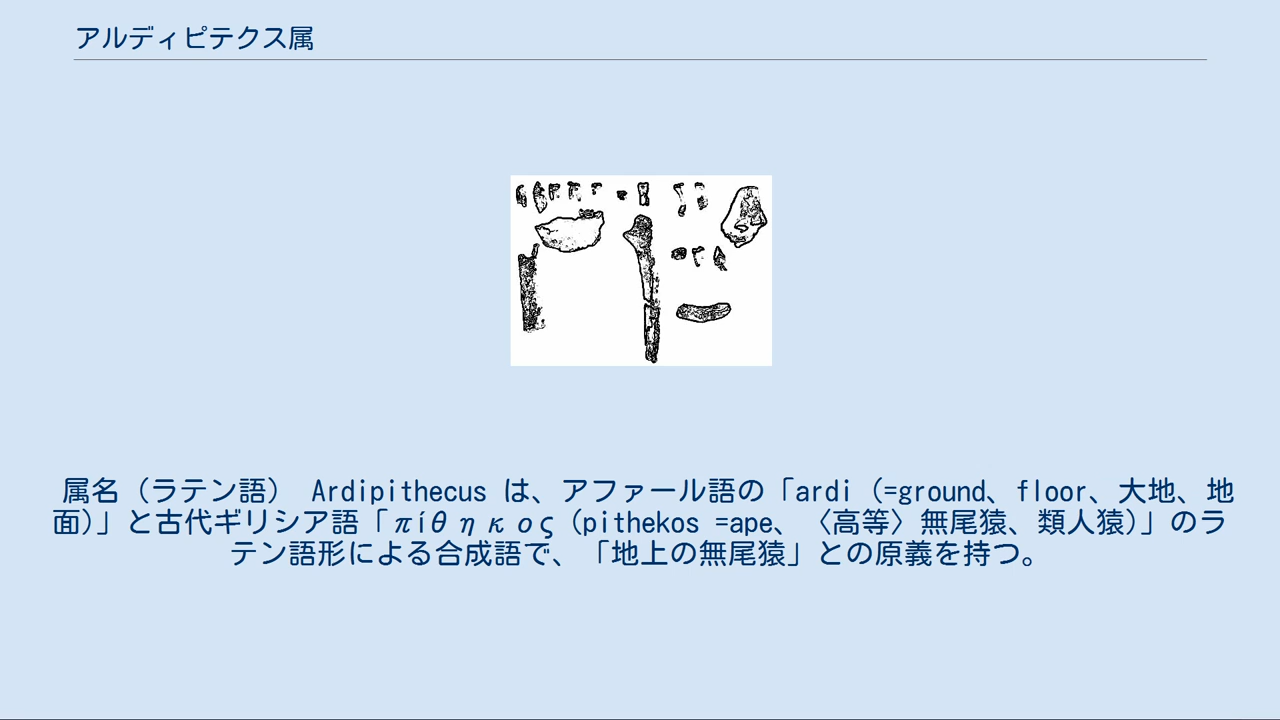 アルディピテクス属
属名（ラテン語） Ardipithecus は、アファール語の「ardi (=ground、floor、大地、地
面)」と古代ギリシア語「πίθηκος (pithekos =ape、〈高等〉無尾猿、類人猿)」のラ
テン語形による合成語で、「地上の無尾猿」との原義を持つ。